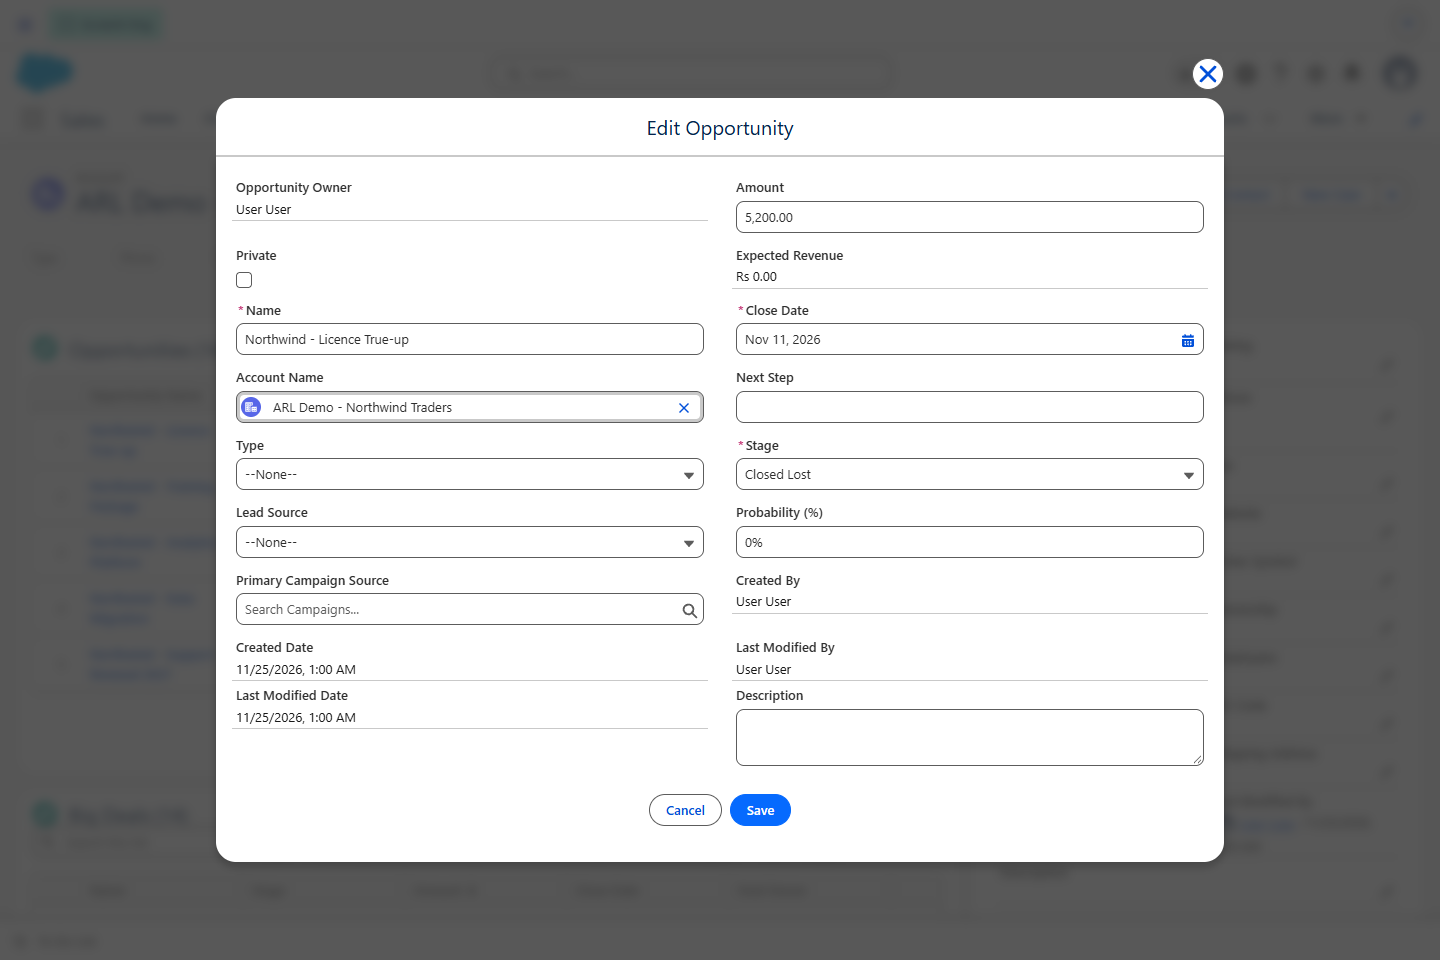 Edit Opportunity
Opportunity Owner
User User
Amount
5,200.00
Private
Expected Revenue
Rs 0.00
* Name
Northwind - Licence True-up
* Close Date
Nov 11, 2026
Account Name
ARL Demo - Northwind Traders
Next Step
Type
--None--
* Stage
Closed Lost
Lead Source
--None--
Probability (%)
0%
Primary Campaign Source
Search Campaigns...
Created By
User User
Created Date
11/25/2026, 1:00 AM
Last Modified By
User User
Last Modified Date
11/25/2026, 1:00 AM
Description
Cancel
Save
ARL Demo